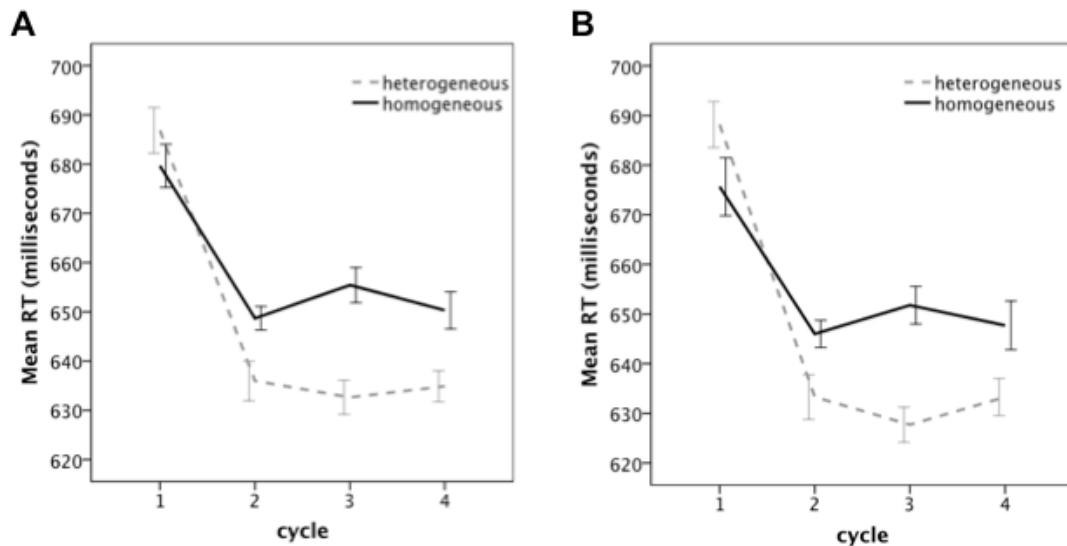 A
700
690
680
670
660
650
640
630
620
Mean RT (milliseconds)
heterogeneous
homogeneous
1 2 3 4
cycle
B
700
690
680
670
660
650
640
630
620
Mean RT (milliseconds)
heterogeneous
homogeneous
1 2 3 4
cycle